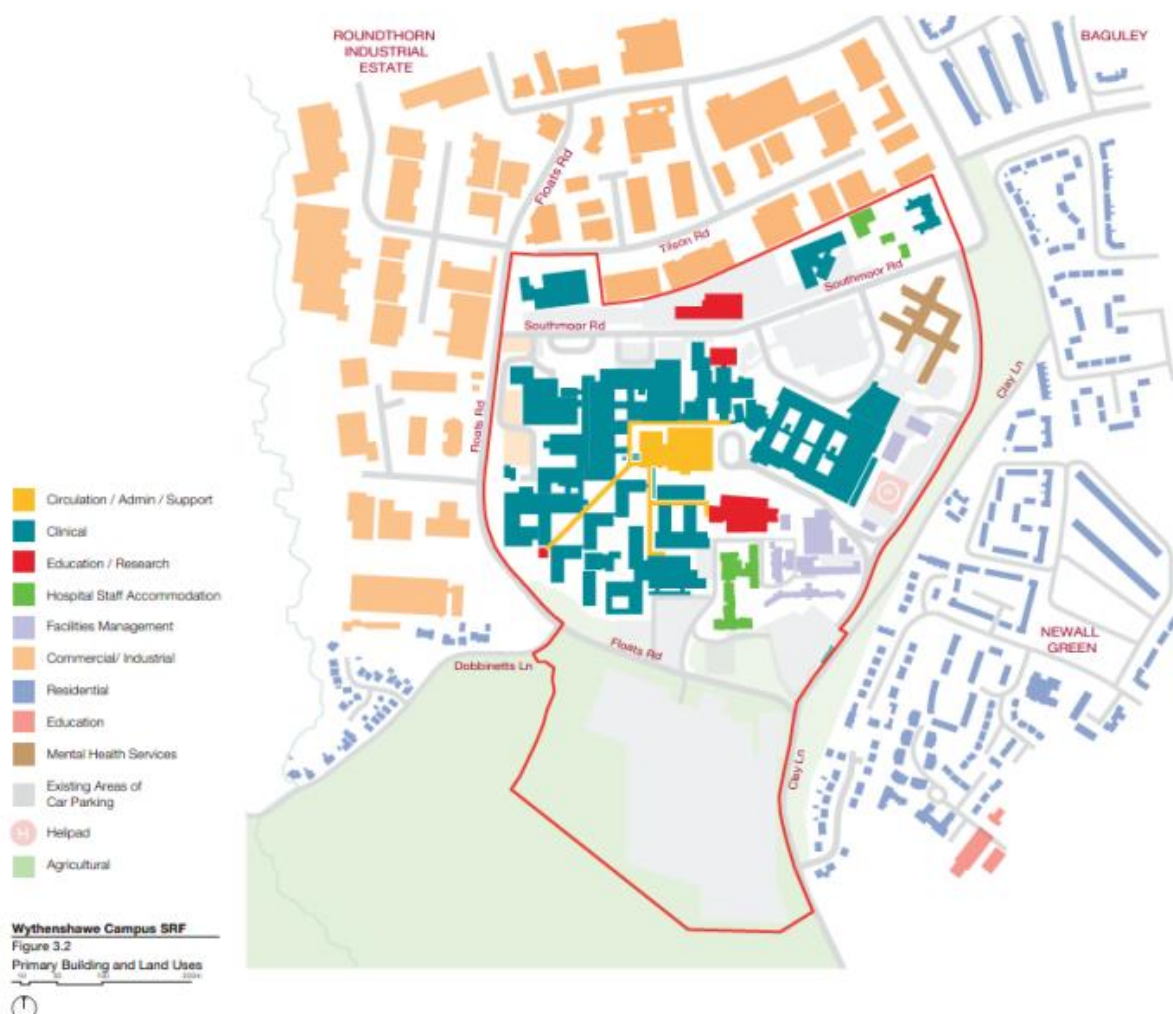 ROUNDTHORN
INDUSTRIAL
ESTATE
BAGULEY
Floats Rd
Tilson Rd
Southmoor Rd
Southmoor Rd
Clay Ln
Floats Rd
Circulation / Admin / Support
Clinical
Education / Research
Hospital Staff Accommodation
Facilities Management
Commercial/ Industrial
Residential
Education
Mental Health Services
Existing Areas of
Car Parking
H
Helipad
Agricultural
NEWALL
GREEN
Floats Rd
Dobbinetts Ln
Clay Ln
Wythenshawe Campus SRF
Figure 3.2
Primary Building and Land Uses